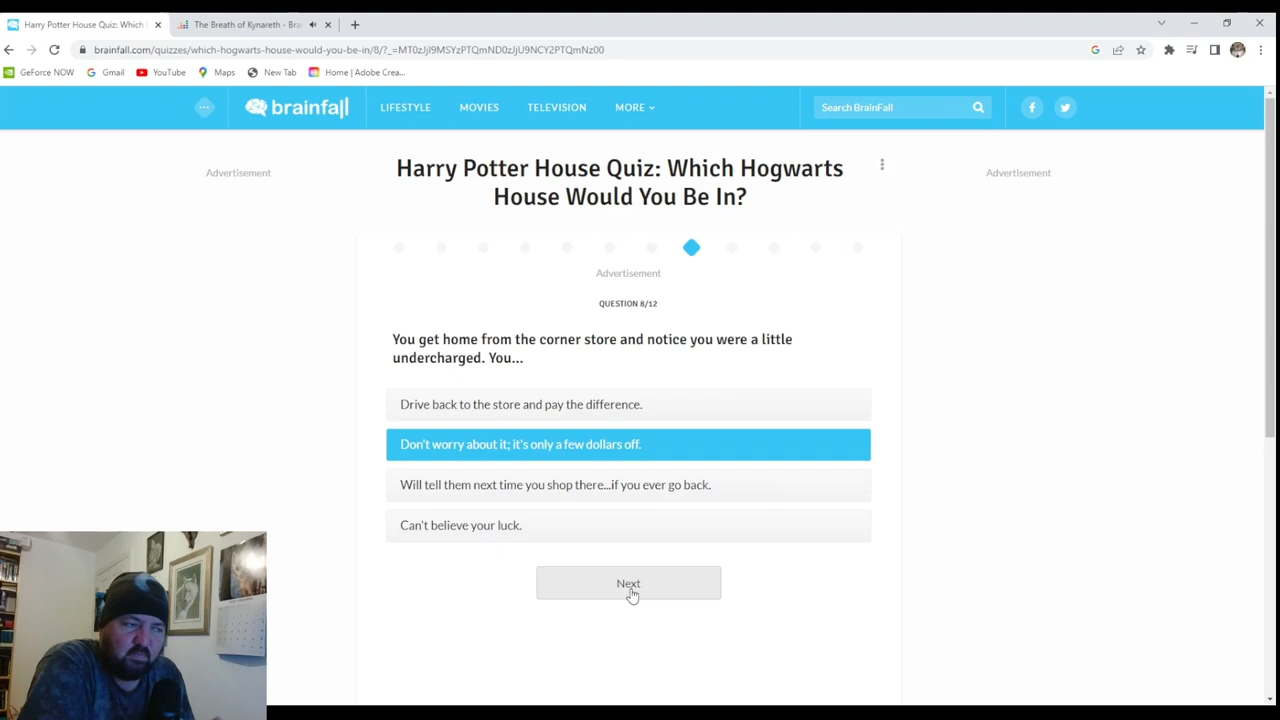 Harry Potter House Quiz: Which
The Breath of Kynareth - Bra
brainfall.com/quizzes/which-hogwarts-house-would-you-be-in/8/?_=MT0zJjI9MSYzPTQmND0zJjU9NCY2PTQmNz00
GeForce NOW
Gmail
YouTube
Maps
New Tab
Home | Adobe Crea...
brainfall
LIFESTYLE
MOVIES
TELEVISION
MORE
Search BrainFall
Advertisement
Harry Potter House Quiz: Which Hogwarts
House Would You Be In?
Advertisement
Advertisement
QUESTION 8/12
You get home from the corner store and notice you were a little
undercharged. You...
Drive back to the store and pay the difference.
Don't worry about it; it's only a few dollars off.
Will tell them next time you shop there...if you ever go back.
Can't believe your luck.
Next